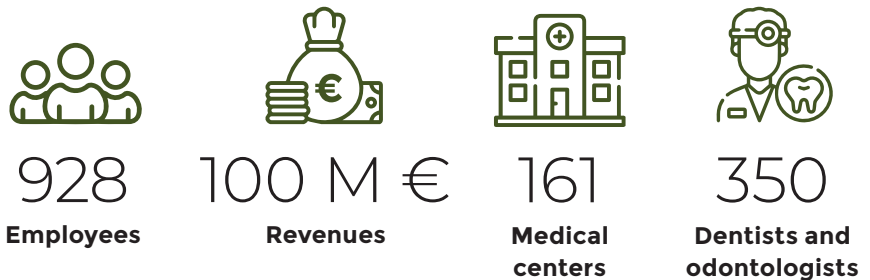 928
Employees
100 M €
Revenues
161
Medical
centers
350
Dentists and
odontologists